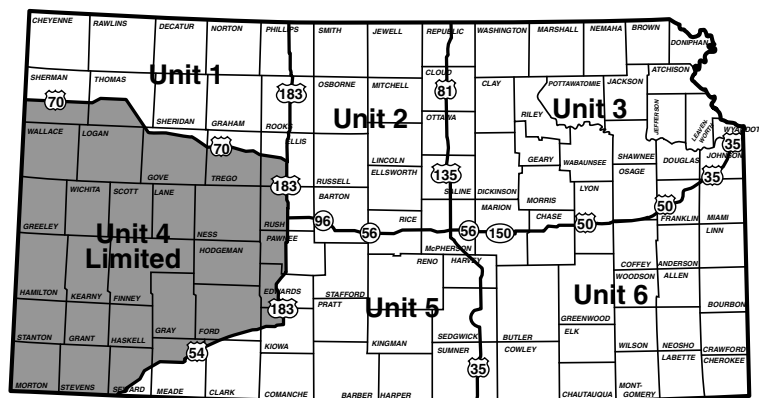 CHEYENNE RAWLINS DECATUR NORTON PHILLIPS SMITH JEWELL REPUBLIC WASHINGTON MARSHALL NEMAHA BROWN
DONIPHAN
SHERMAN THOMAS Unit 1 CLOUD ATCHISON
OSBORNE MITCHELL CLAY POTTAWATOMIE JACKSON
70 183 81 Unit 3
SHERIDAN GRAHAM ROOKS Unit 2 OTTAWA RILEY JEFFERSON LEAVEN-
WORTH
WYANDOTTE
WALLACE LOGAN 70 ELLIS 35
LINCOLN GEARY WABAUNSEE SHAWNEE DOUGLAS JOHNSON
GOVE TREGO ELLSWORTH 135 OSAGE 35
WICHITA SCOTT LANE 183 RUSSELL SALINE DICKINSON LYON
BARTON MORRIS
GREELEY NESS RUSH 96 RICE MARION CHASE 50 FRANKLIN MIAMI
Unit 4 PAWNEE 56 56 150 50 LINN
Limited HODGEMAN McPHERSON
RENO HARVEY COFFEY ANDERSON
HAMILTON KEARNY FINNEY EDWARDS STAFFORD WOODSON ALLEN
183 PRATT Unit 5 Unit 6 BOURBON
STANTON GRANT HASKELL GRAY FORD GREENWOOD
KIOWA KINGMAN SEDGWICK BUTLER ELK WILSON NEOSHO CRAWFORD
54 SUMNER COWLEY LABETTE CHEROKEE
35
MORTON STEVENS SEWARD MEADE CLARK COMANCHE BARBER HARPER CHAUTAUQUA MONT-
GOMERY